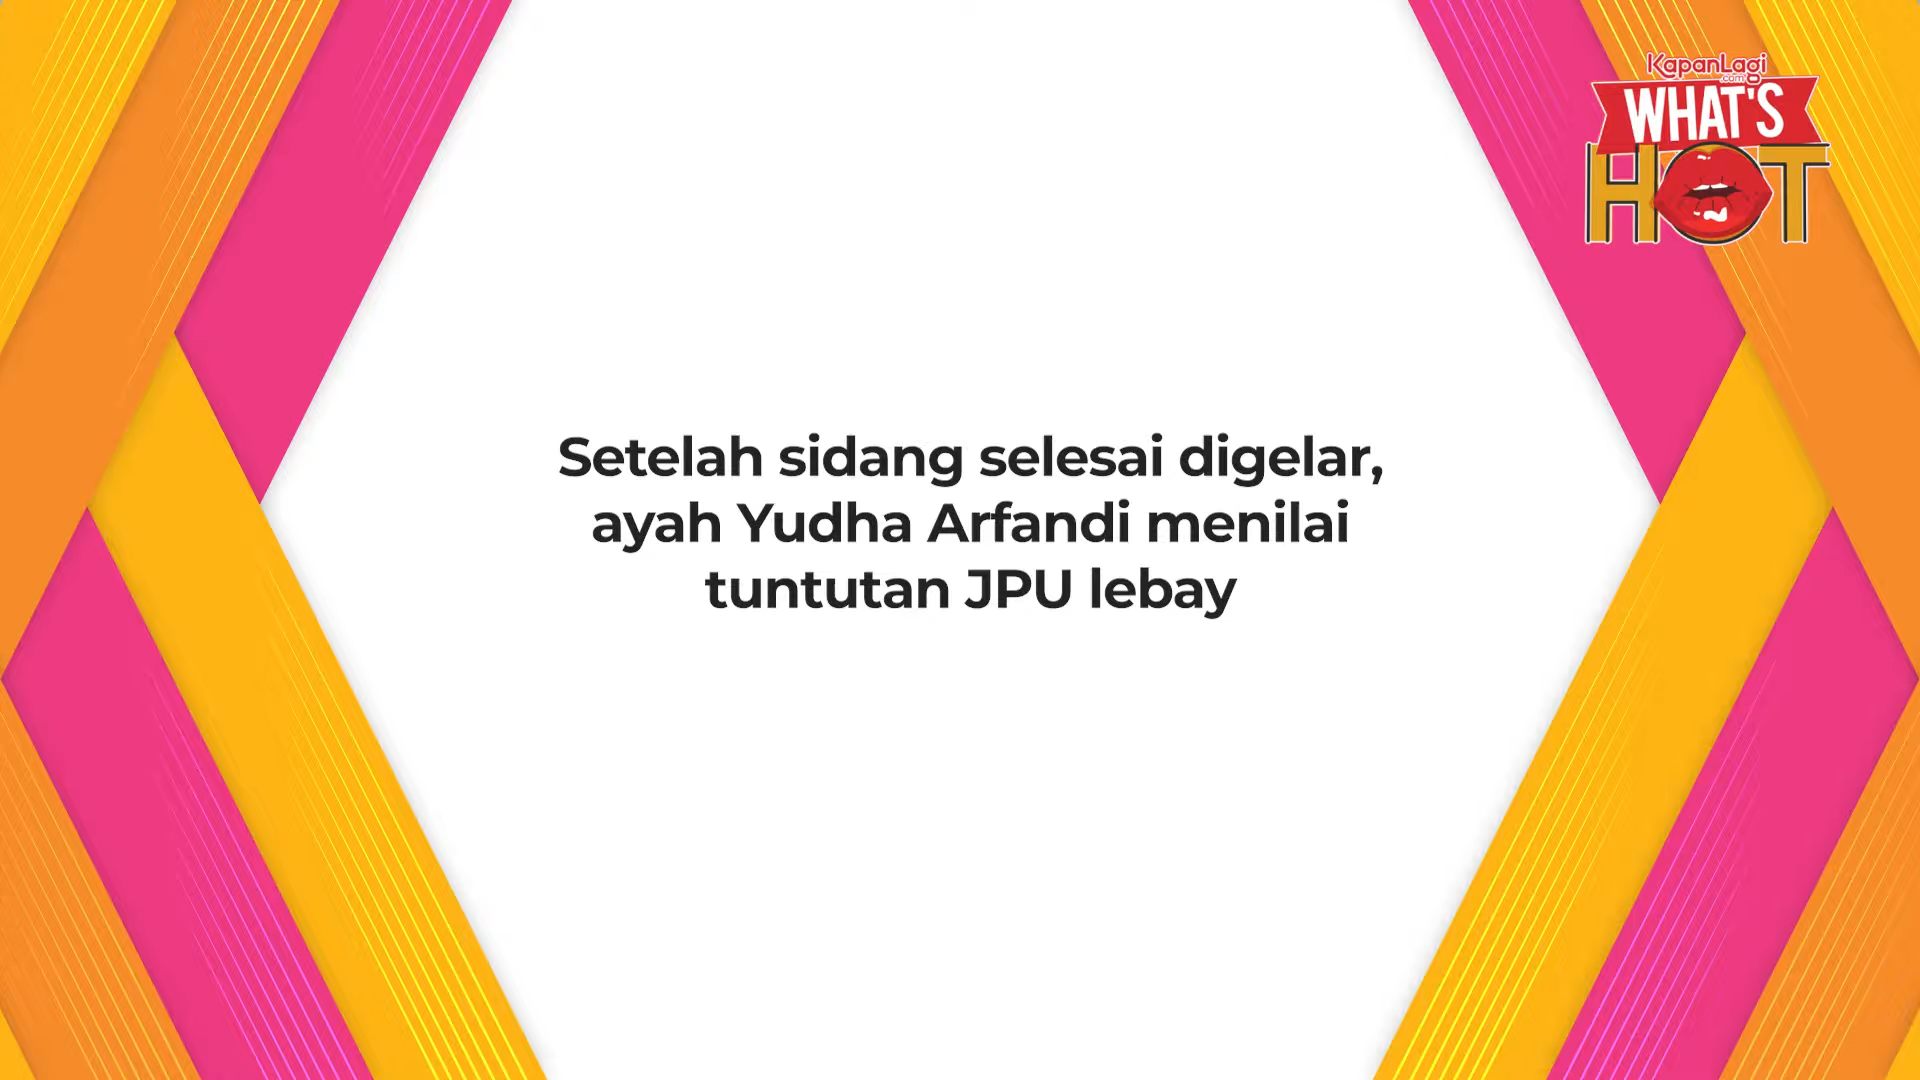 KapanLagi
.com
WHAT'S
HOT
Setelah sidang selesai digelar,
ayah Yudha Arfandi menilai
tuntutan JPU lebay